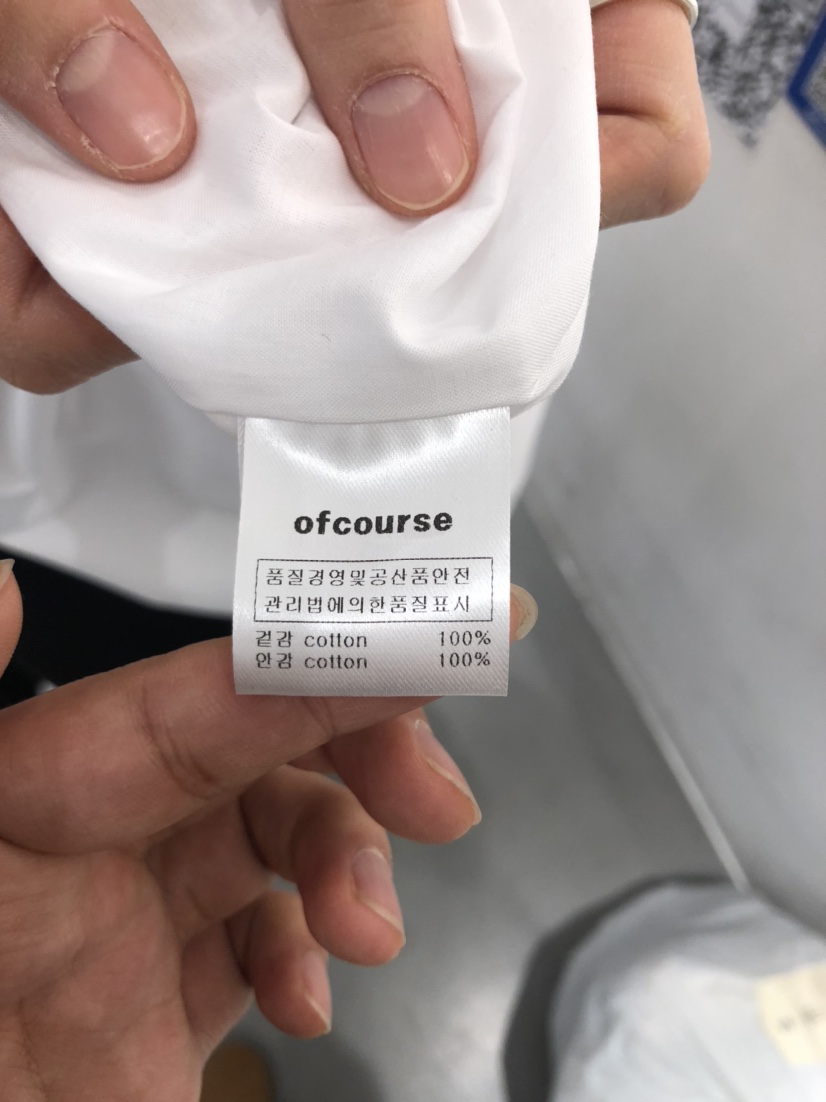 ofcourse
품질경영및공산품안전
관리법에의한품질표시
겉감 cotton 100%
안감 cotton 100%